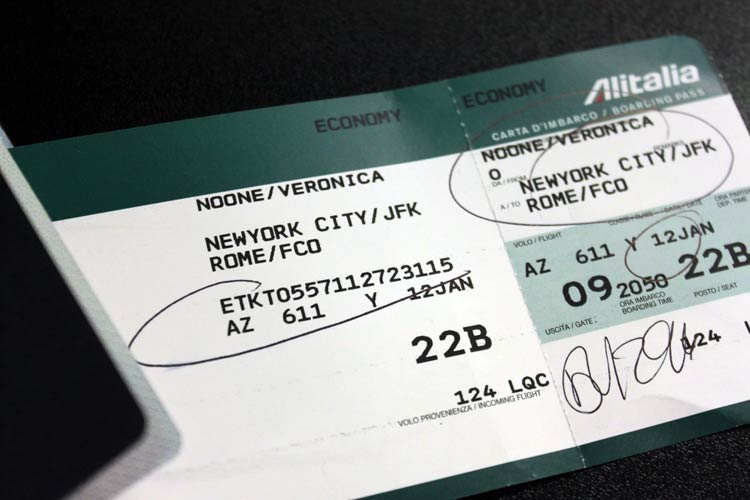 ECONOMY
NOONE/VERONICA
NEWYORK CITY/JFK
ROME/FCO
ETKT0557112723115
AZ 611 Y 12JAN
22B
124 LQC
VOLO PROVENIENZA / INCOMING FLIGHT
ECONOMY
Alitalia
CARTA D'IMBARCO / BOARDING PASS
NOONE/VERONICA
O
DA / FROM
NEWYORK CITY/JFK
A / TO
ROME/FCO
VOLO / FLIGHT
AZ 611 Y 12JAN
09 2050 22B
USCITA / GATE
ORA IMBARCO
BOARDING TIME
POSTO / SEAT
124